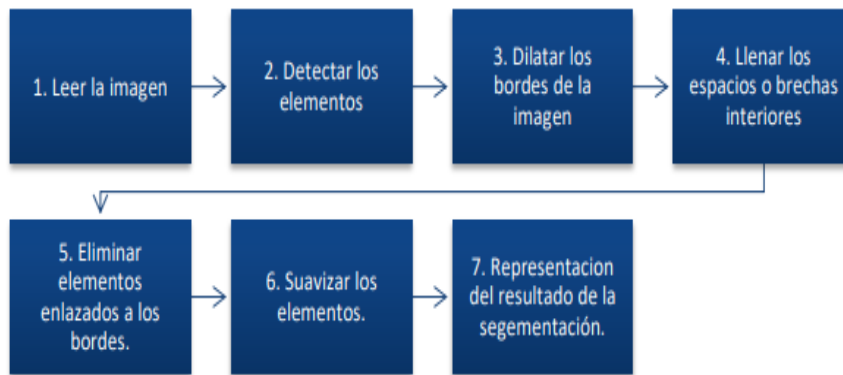 1. Leer la imagen
2. Detectar los
elementos
3. Dilatar los
bordes de la
imagen
4. Llenar los
espacios o brechas
interiores
5. Eliminar
elementos
enlazados a los
bordes.
6. Suavizar los
elementos.
7. Representacion
del resultado de la
segementación.